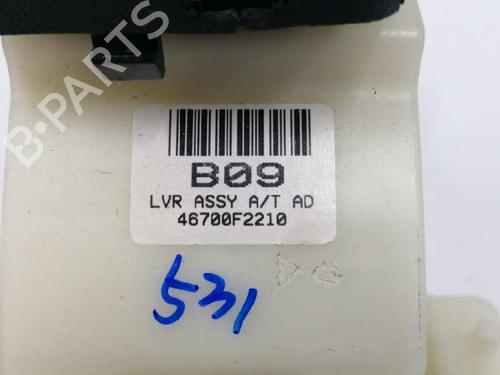 B-PARTS
B09
LVR ASSY A/T AD
46700F2210
531